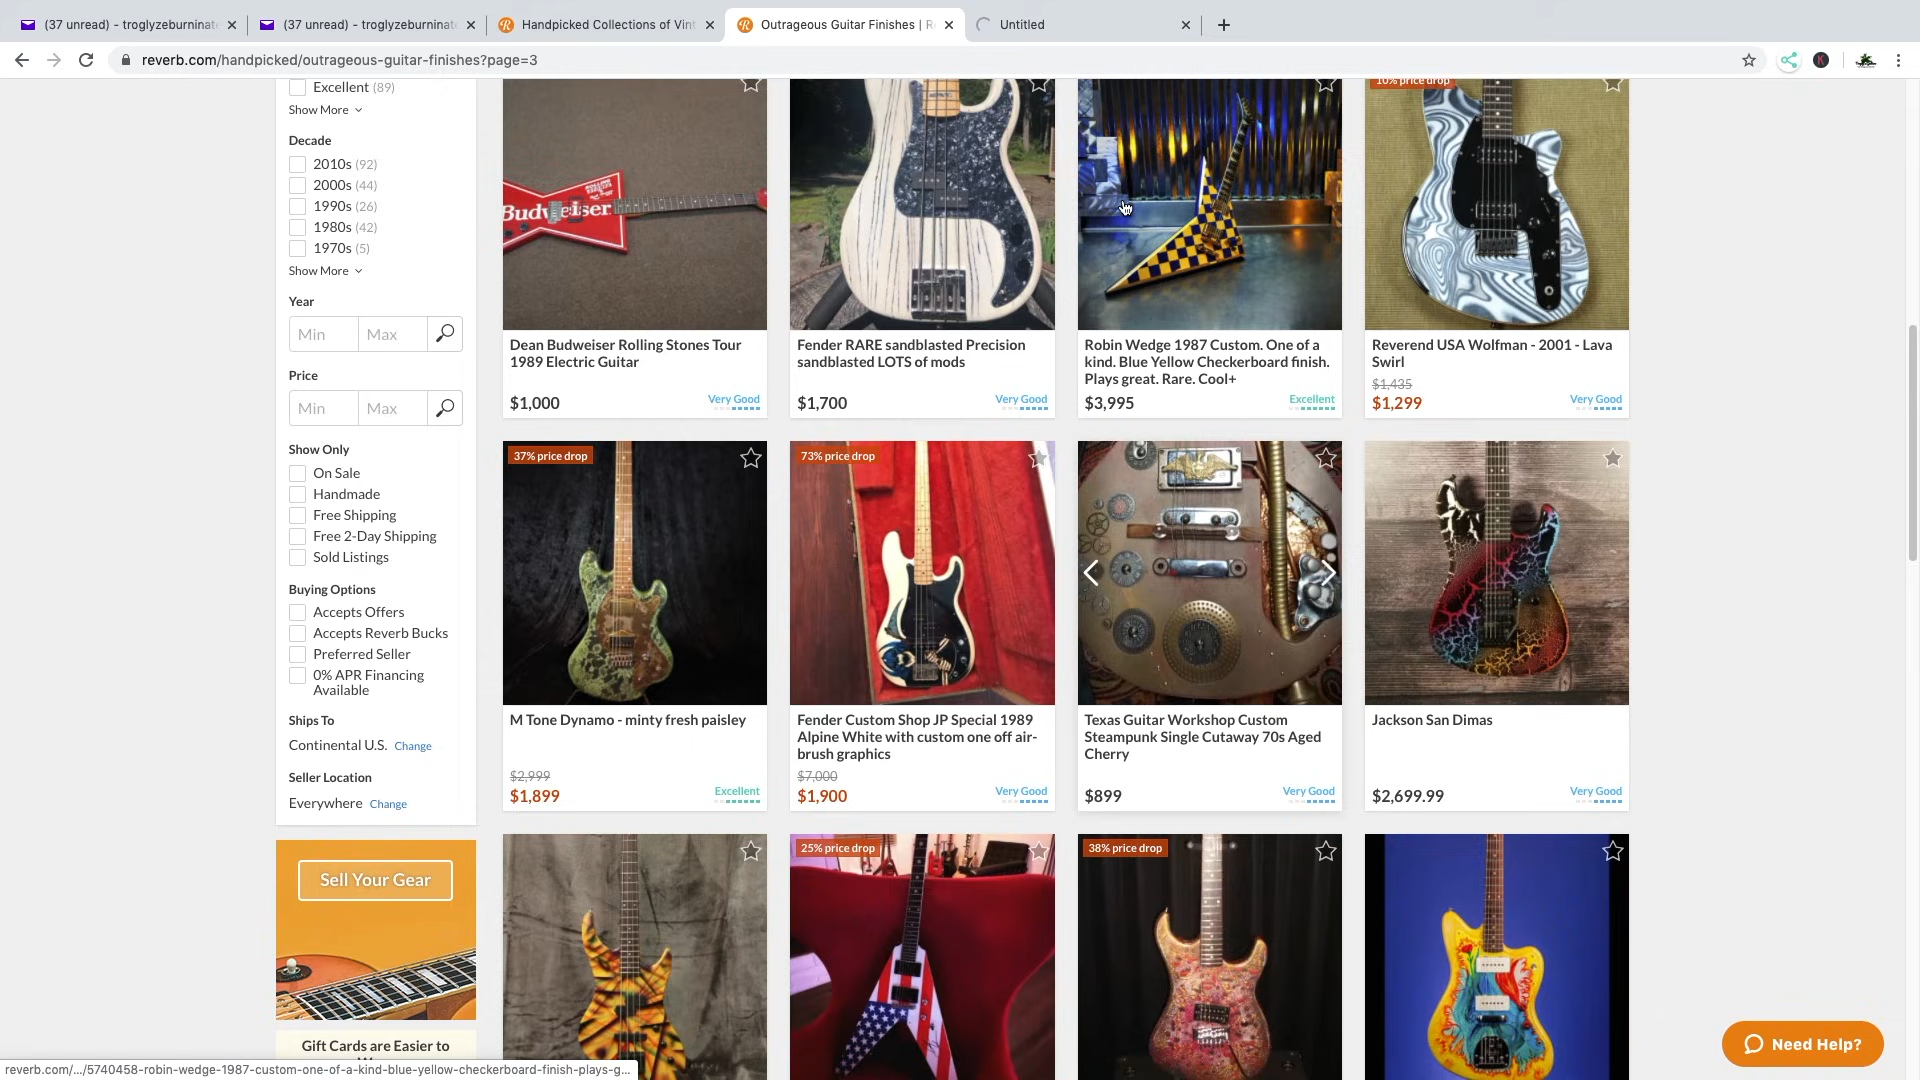 (37 unread) - troglyzeburninat
(37 unread) - troglyzeburninat
Handpicked Collections of Vint
Outrageous Guitar Finishes | R
Untitled
reverb.com/handpicked/outrageous-guitar-finishes?page=3
Excellent (89)
Show More
Decade
2010s (92)
2000s (44)
1990s (26)
1980s (42)
1970s (5)
Show More
Year
Min Max
Price
Min Max
Show Only
On Sale
Handmade
Free Shipping
Free 2-Day Shipping
Sold Listings
Buying Options
Accepts Offers
Accepts Reverb Bucks
Preferred Seller
0% APR Financing
Available
Ships To
Continental U.S. Change
Seller Location
Everywhere Change
Sell Your Gear
Gift Cards are Easier to
Budweiser
Dean Budweiser Rolling Stones Tour
1989 Electric Guitar
$1,000 Very Good
Fender RARE sandblasted Precision
sandblasted LOTS of mods
$1,700 Very Good
Robin Wedge 1987 Custom. One of a
kind. Blue Yellow Checkerboard finish.
Plays great. Rare. Cool+
$3,995 Excellent
10% price drop
Reverend USA Wolfman - 2001 - Lava
Swirl
$1,435
$1,299 Very Good
37% price drop
M Tone Dynamo - minty fresh paisley
$2,999
$1,899 Excellent
73% price drop
Fender Custom Shop JP Special 1989
Alpine White with custom one off air-
brush graphics
$7,000
$1,900 Very Good
Texas Guitar Workshop Custom
Steampunk Single Cutaway 70s Aged
Cherry
$899 Very Good
Jackson San Dimas
$2,699.99 Very Good
25% price drop
38% price drop
Need Help?
reverb.com/.../5740458-robin-wedge-1987-custom-one-of-a-kind-blue-yellow-checkerboard-finish-plays-g...